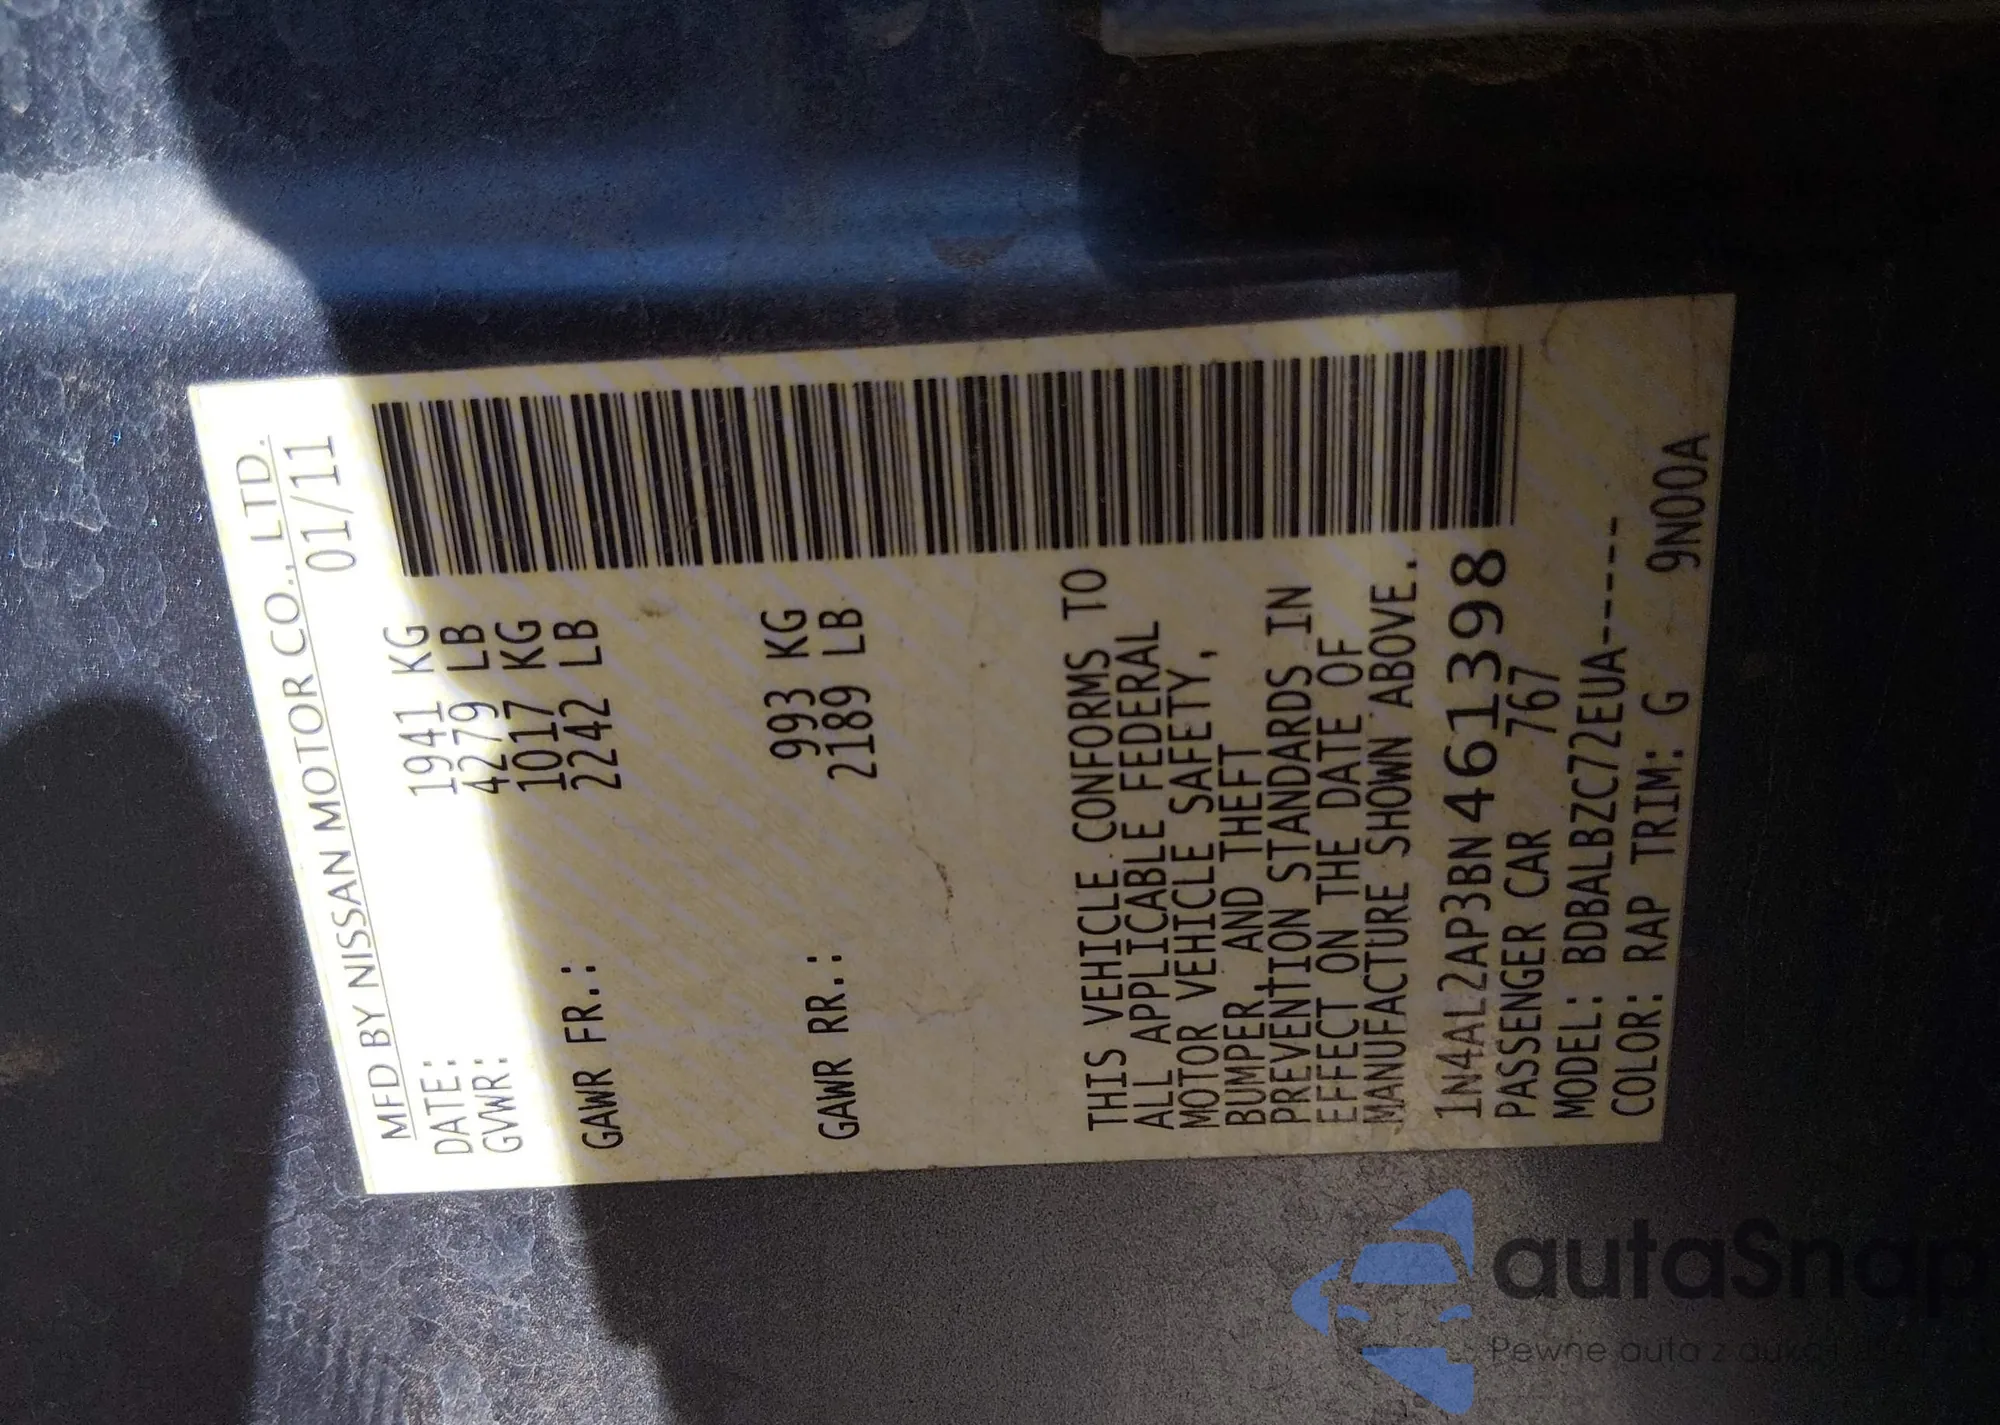 MFD BY NISSAN MOTOR CO., LTD.
DATE: 01/11
GVWR: 1941 KG
4279 LB
GAWR FR.: 1017 KG
2242 LB
GAWR RR.: 993 KG
2189 LB
THIS VEHICLE CONFORMS TO
ALL APPLICABLE FEDERAL
MOTOR VEHICLE SAFETY,
BUMPER, AND THEFT
PREVENTION STANDARDS IN
EFFECT ON THE DATE OF
MANUFACTURE SHOWN ABOVE.
1N4AL2AP3BN461398
PASSENGER CAR 767
MODEL: BDBALBZC72EUA-----
COLOR: RAP TRIM: G 9N00A
autaSnap
Pewne auta z